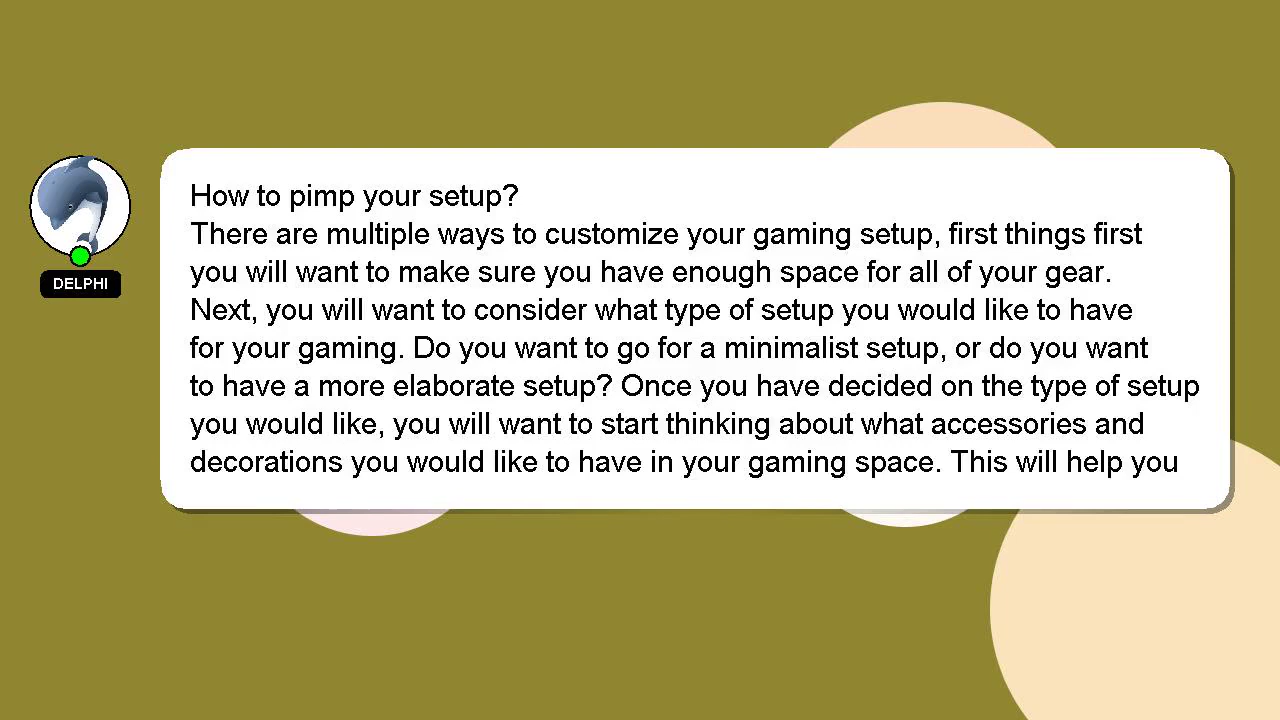 How to pimp your setup?
There are multiple ways to customize your gaming setup, first things first
you will want to make sure you have enough space for all of your gear.
Next, you will want to consider what type of setup you would like to have
for your gaming. Do you want to go for a minimalist setup, or do you want
to have a more elaborate setup? Once you have decided on the type of setup
you would like, you will want to start thinking about what accessories and
decorations you would like to have in your gaming space. This will help you
DELPHI